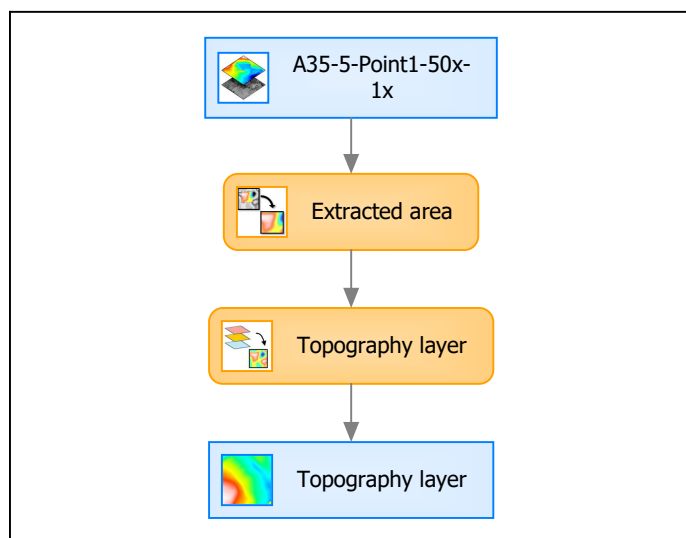 A35-5-Point1-50x-
1x
Extracted area
Topography layer
Topography layer